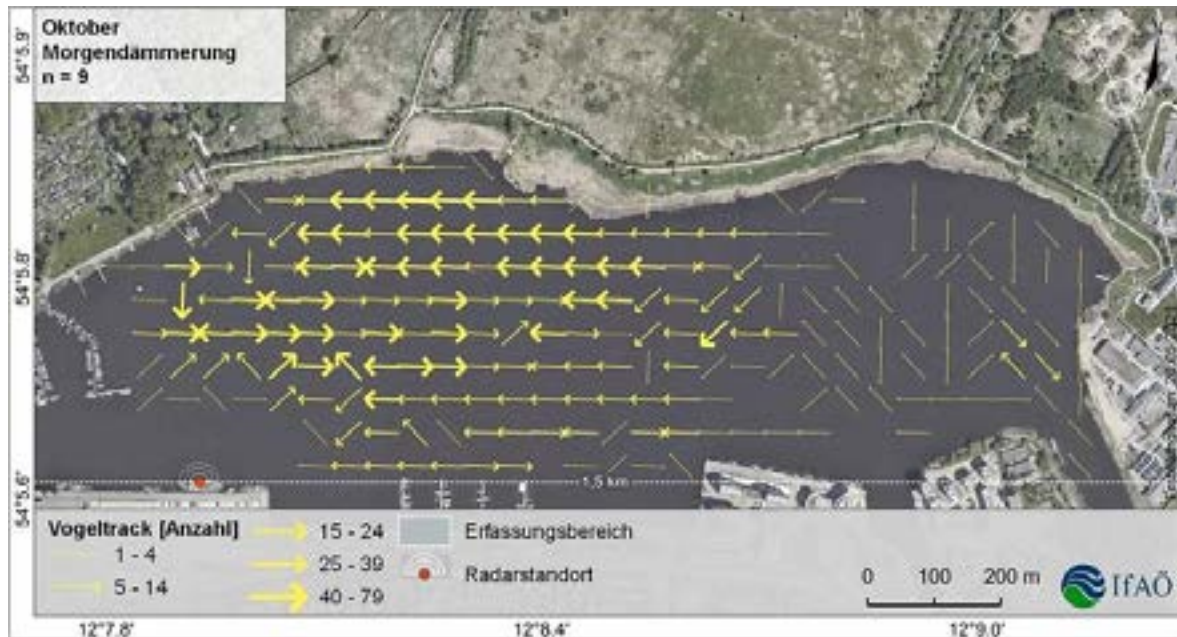 Oktober
Morgendämmerung
n = 9
54°5.9'
54°5.8'
54°5.6'
1,5 km
Vogeltrack [Anzahl]
1 - 4
5 - 14
15 - 24
25 - 39
40 - 79
Erfassungsbereich
Radarstandort
0 100 200 m
IfAÖ
12°7.8' 12°8.4' 12°9.0'